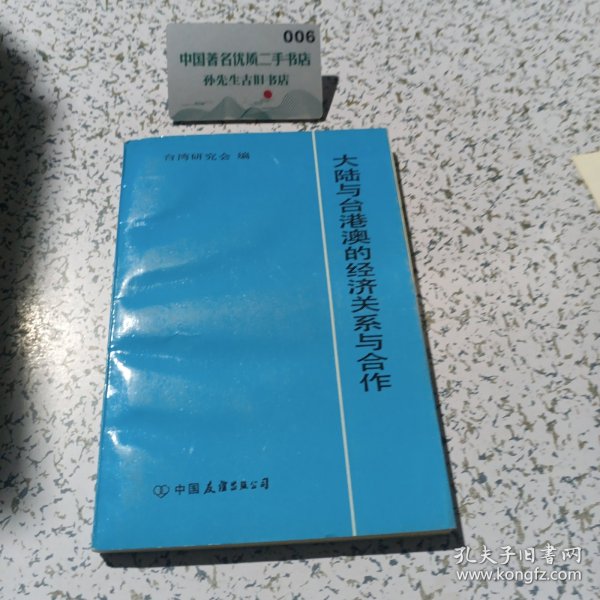 006
中国著名优质二手书店
孙先生古旧书店
台湾研究会 编
大陆与台港澳的经济关系与合作
中国友谊出版公司
孔夫子旧书网
www.kongfz.com